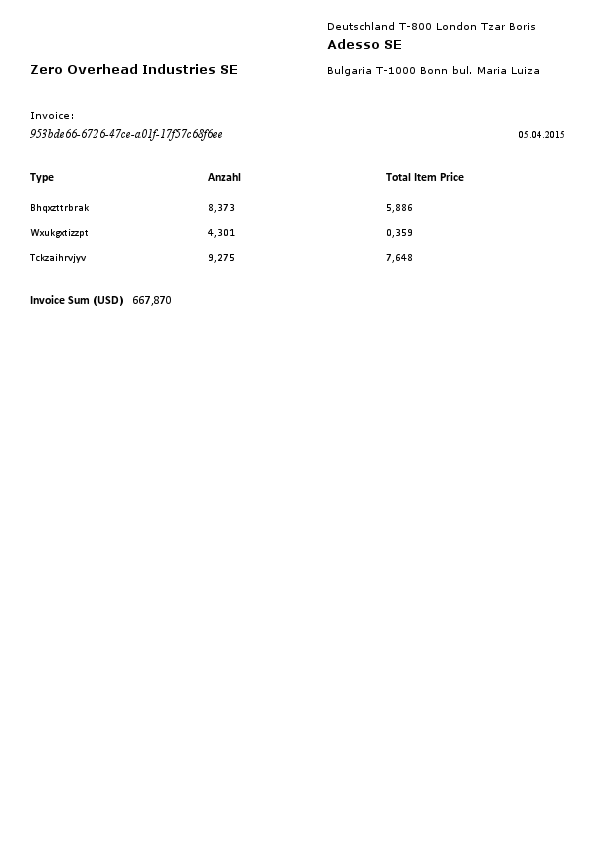 Deutschland T-800 London Tzar Boris
Adesso SE
Zero Overhead Industries SE
Bulgaria T-1000 Bonn bul. Maria Luiza
Invoice:
953bde66-6726-47ce-a01f-17f57c68f6ee
05.04.2015
Type Anzahl Total Item Price
Bhqxzttrbrak 8,373 5,886
Wxukgxtizzpt 4,301 0,359
Tckzaihrvjyv 9,275 7,648
Invoice Sum (USD) 667,870